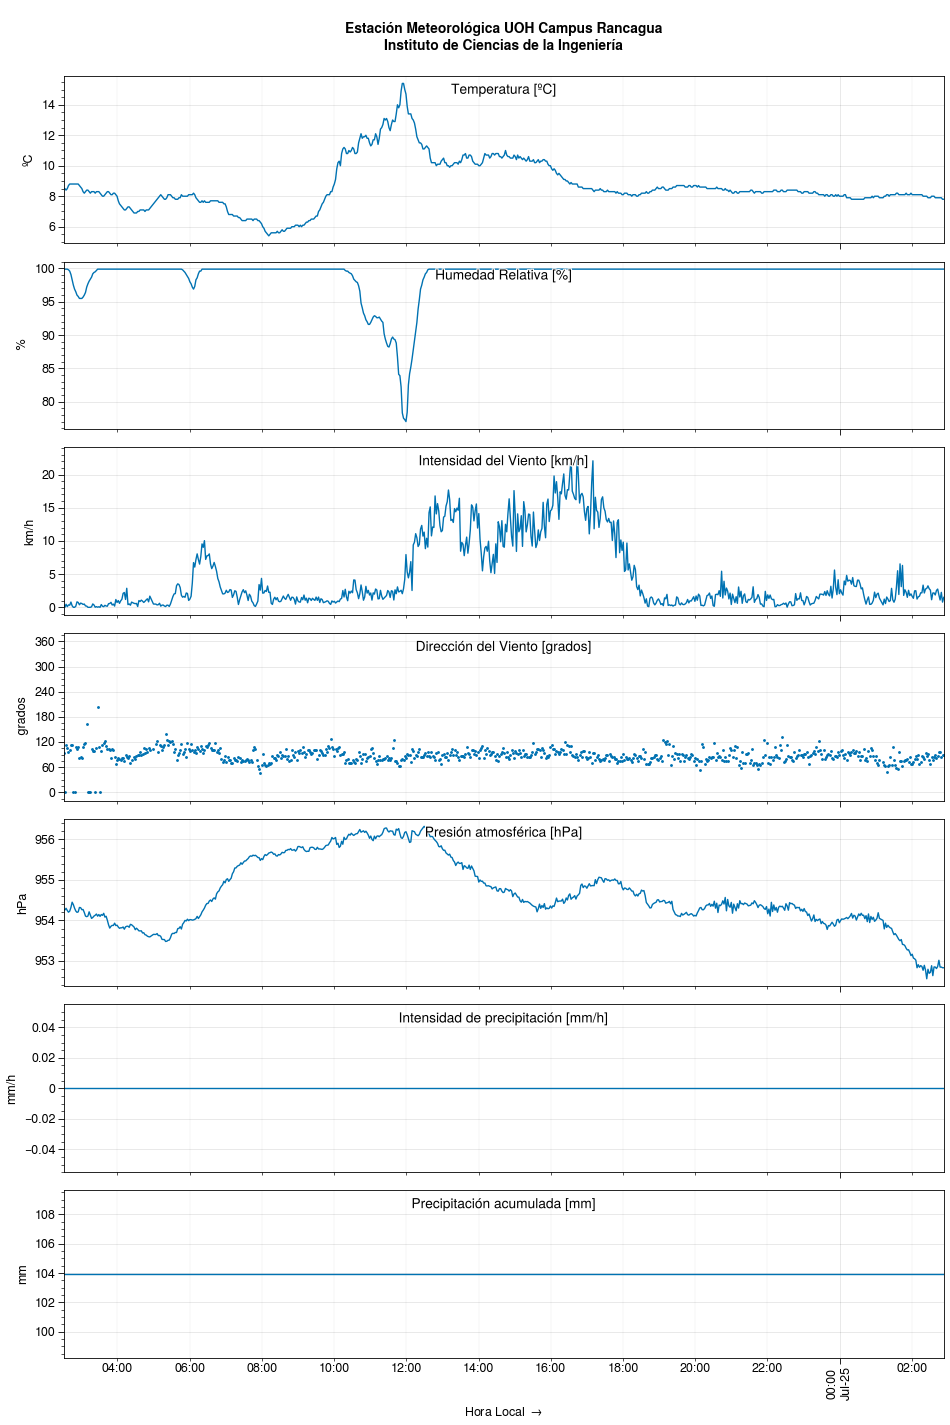 Estación Meteorológica UOH Campus Rancagua
Instituto de Ciencias de la Ingeniería
Temperatura [ºC]
ºC
14
12
10
8
6
Humedad Relativa [%]
%
100
95
90
85
80
Intensidad del Viento [km/h]
km/h
20
15
10
5
0
Dirección del Viento [grados]
grados
360
300
240
180
120
60
0
Presión atmosférica [hPa]
hPa
956
955
954
953
Intensidad de precipitación [mm/h]
mm/h
0.04
0.02
0
−0.02
−0.04
Precipitación acumulada [mm]
mm
108
106
104
102
100
04:00 06:00 08:00 10:00 12:00 14:00 16:00 18:00 20:00 22:00 00:00 02:00
Jul-25
Hora Local →